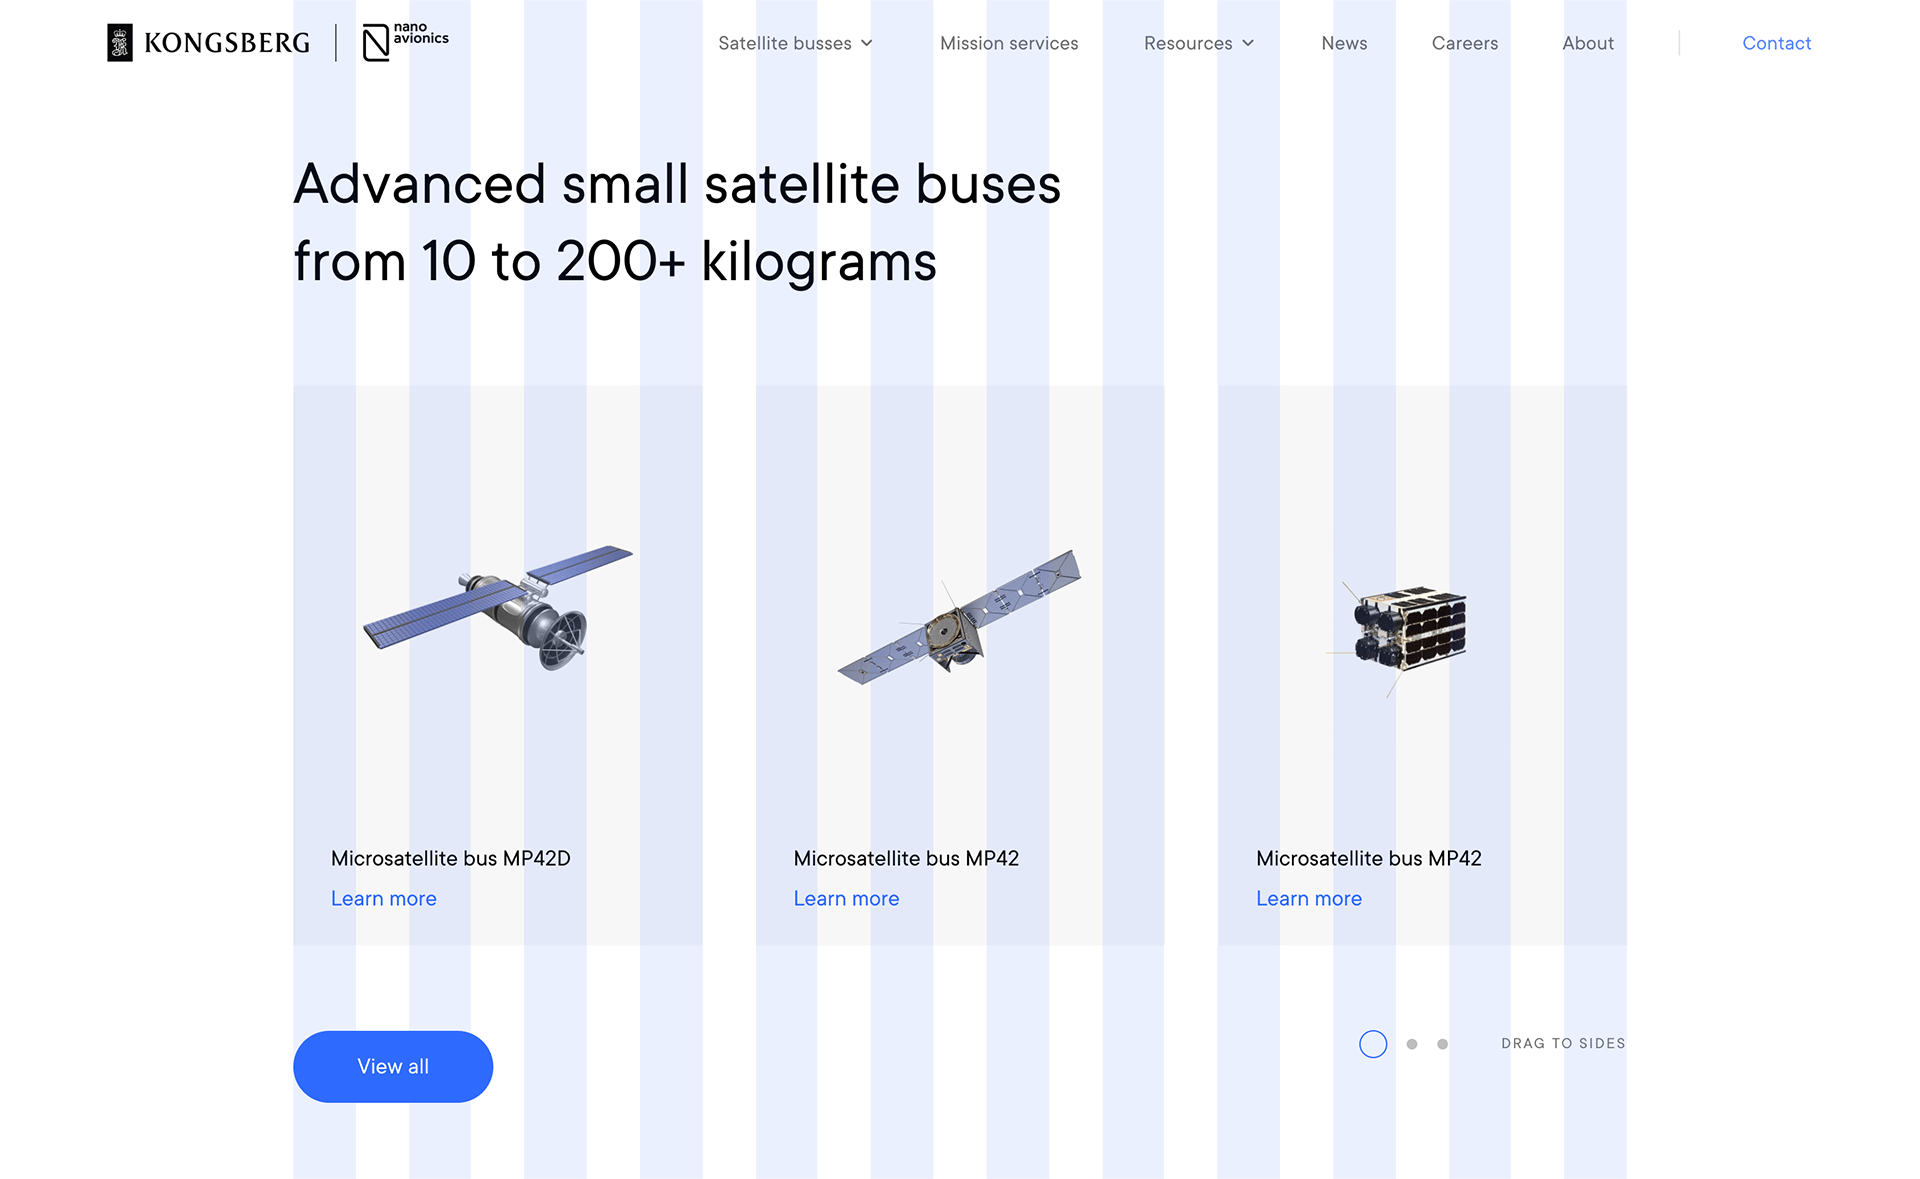 KONGSBERG
nano
avionics
Satellite busses
Mission services
Resources
News
Careers
About
Contact
Advanced small satellite buses
from 10 to 200+ kilograms
Microsatellite bus MP42D
Learn more
Microsatellite bus MP42
Learn more
Microsatellite bus MP42
Learn more
View all
DRAG TO SIDES